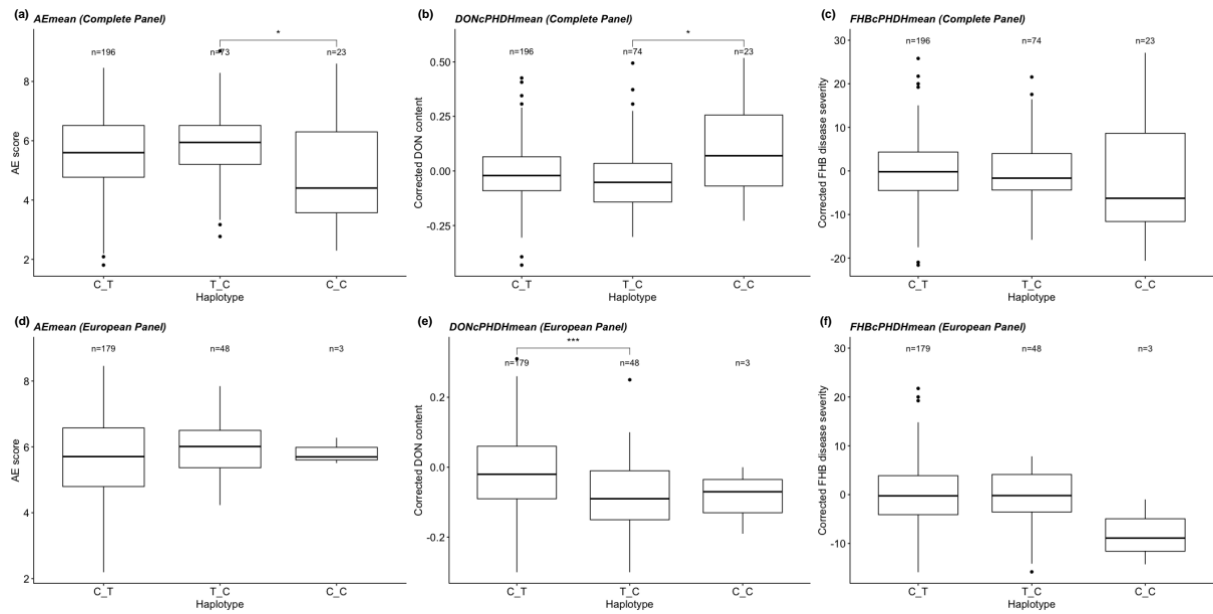 (a) AEmean (Complete Panel)
*
n=196 n=73 n=23
8
6
4
2
AE score
C_T T_C C_C
Haplotype
(b) DONcPHDHmean (Complete Panel)
*
n=196 n=74 n=23
0.50
0.25
0.00
-0.25
Corrected DON content
C_T T_C C_C
Haplotype
(c) FHBcPHDHmean (Complete Panel)
n=196 n=74 n=23
30
20
10
0
-10
-20
Corrected FHB disease severity
C_T T_C C_C
Haplotype
(d) AEmean (European Panel)
n=179 n=48 n=3
8
6
4
2
AE score
C_T T_C C_C
Haplotype
(e) DONcPHDHmean (European Panel)
***
n=179 n=48 n=3
0.2
0.0
-0.2
Corrected DON content
C_T T_C C_C
Haplotype
(f) FHBcPHDHmean (European Panel)
n=179 n=48 n=3
30
20
10
0
-10
Corrected FHB disease severity
C_T T_C C_C
Haplotype